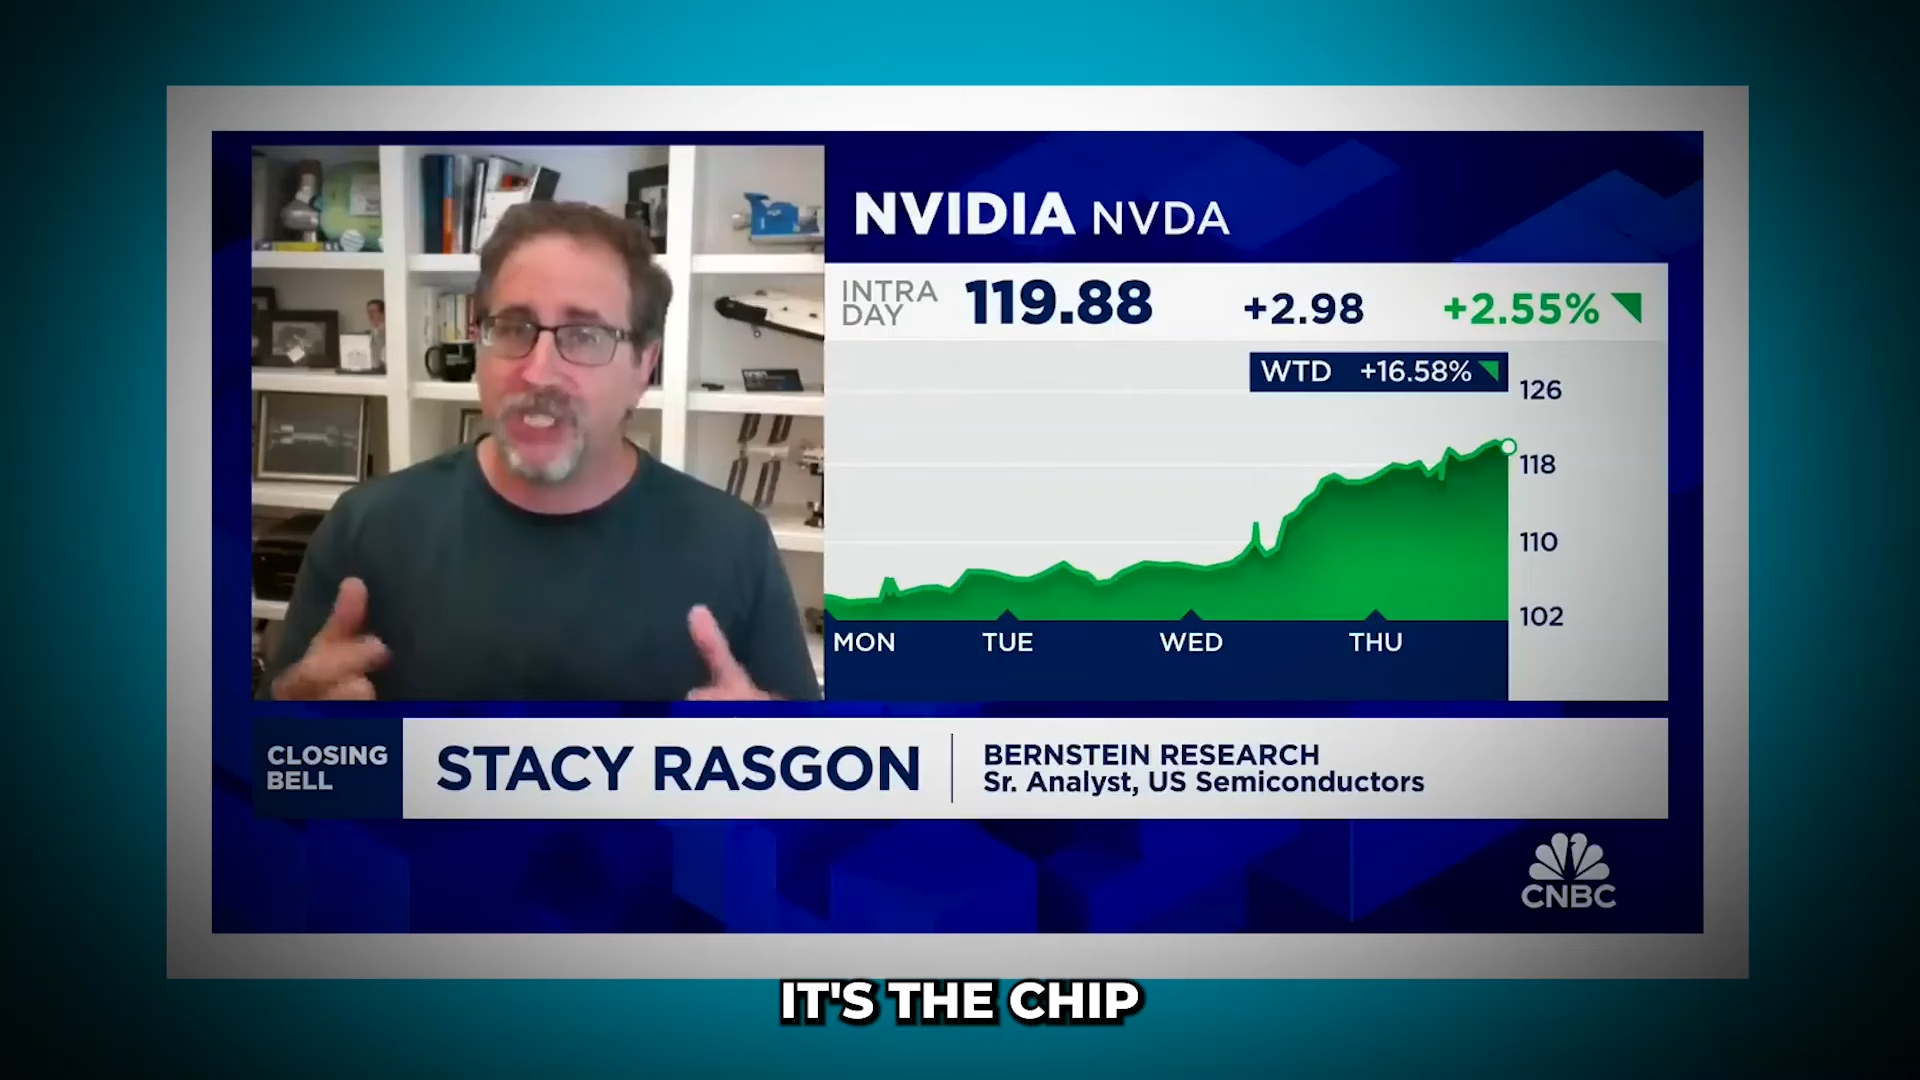 NVIDIA NVDA
INTRA
DAY
119.88 +2.98 +2.55%
WTD +16.58%
126
118
110
102
MON TUE WED THU
CLOSING
BELL
STACY RASGON
BERNSTEIN RESEARCH
Sr. Analyst, US Semiconductors
CNBC
IT'S THE CHIP